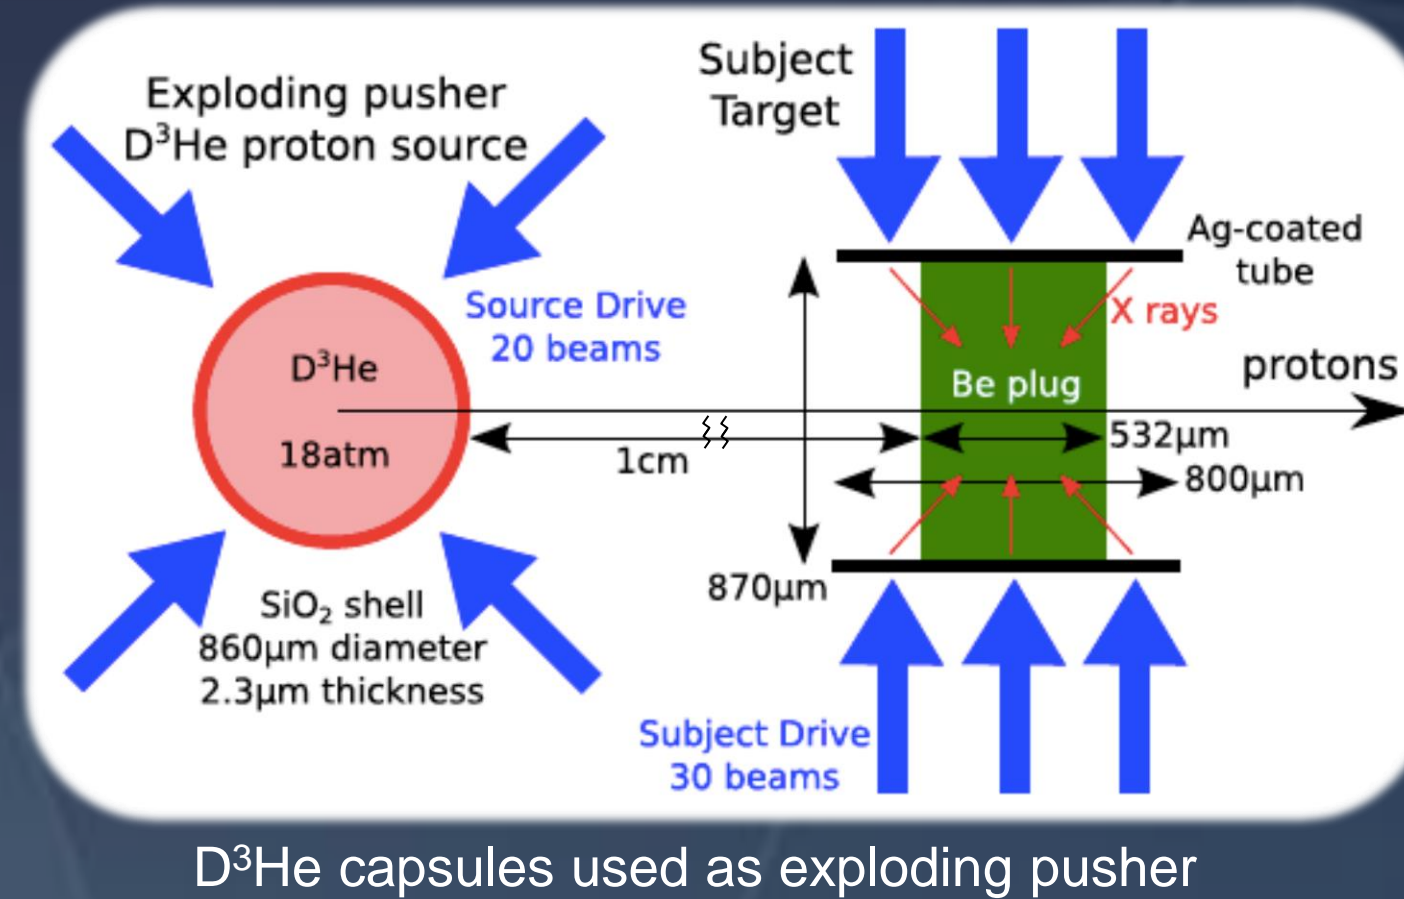 Exploding pusher
D³He proton source
Source Drive
20 beams
D³He
18atm
SiO₂ shell
860µm diameter
2.3µm thickness
1cm
Subject
Target
Ag-coated
tube
X rays
Be plug
protons
532µm
800µm
870µm
Subject Drive
30 beams
D³He capsules used as exploding pusher